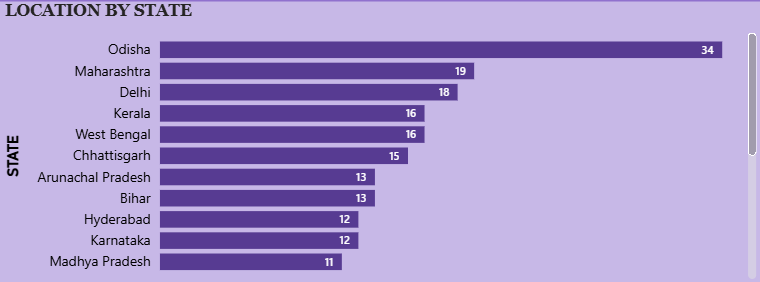 LOCATION BY STATE
STATE
Odisha 34
Maharashtra 19
Delhi 18
Kerala 16
West Bengal 16
Chhattisgarh 15
Arunachal Pradesh 13
Bihar 13
Hyderabad 12
Karnataka 12
Madhya Pradesh 11